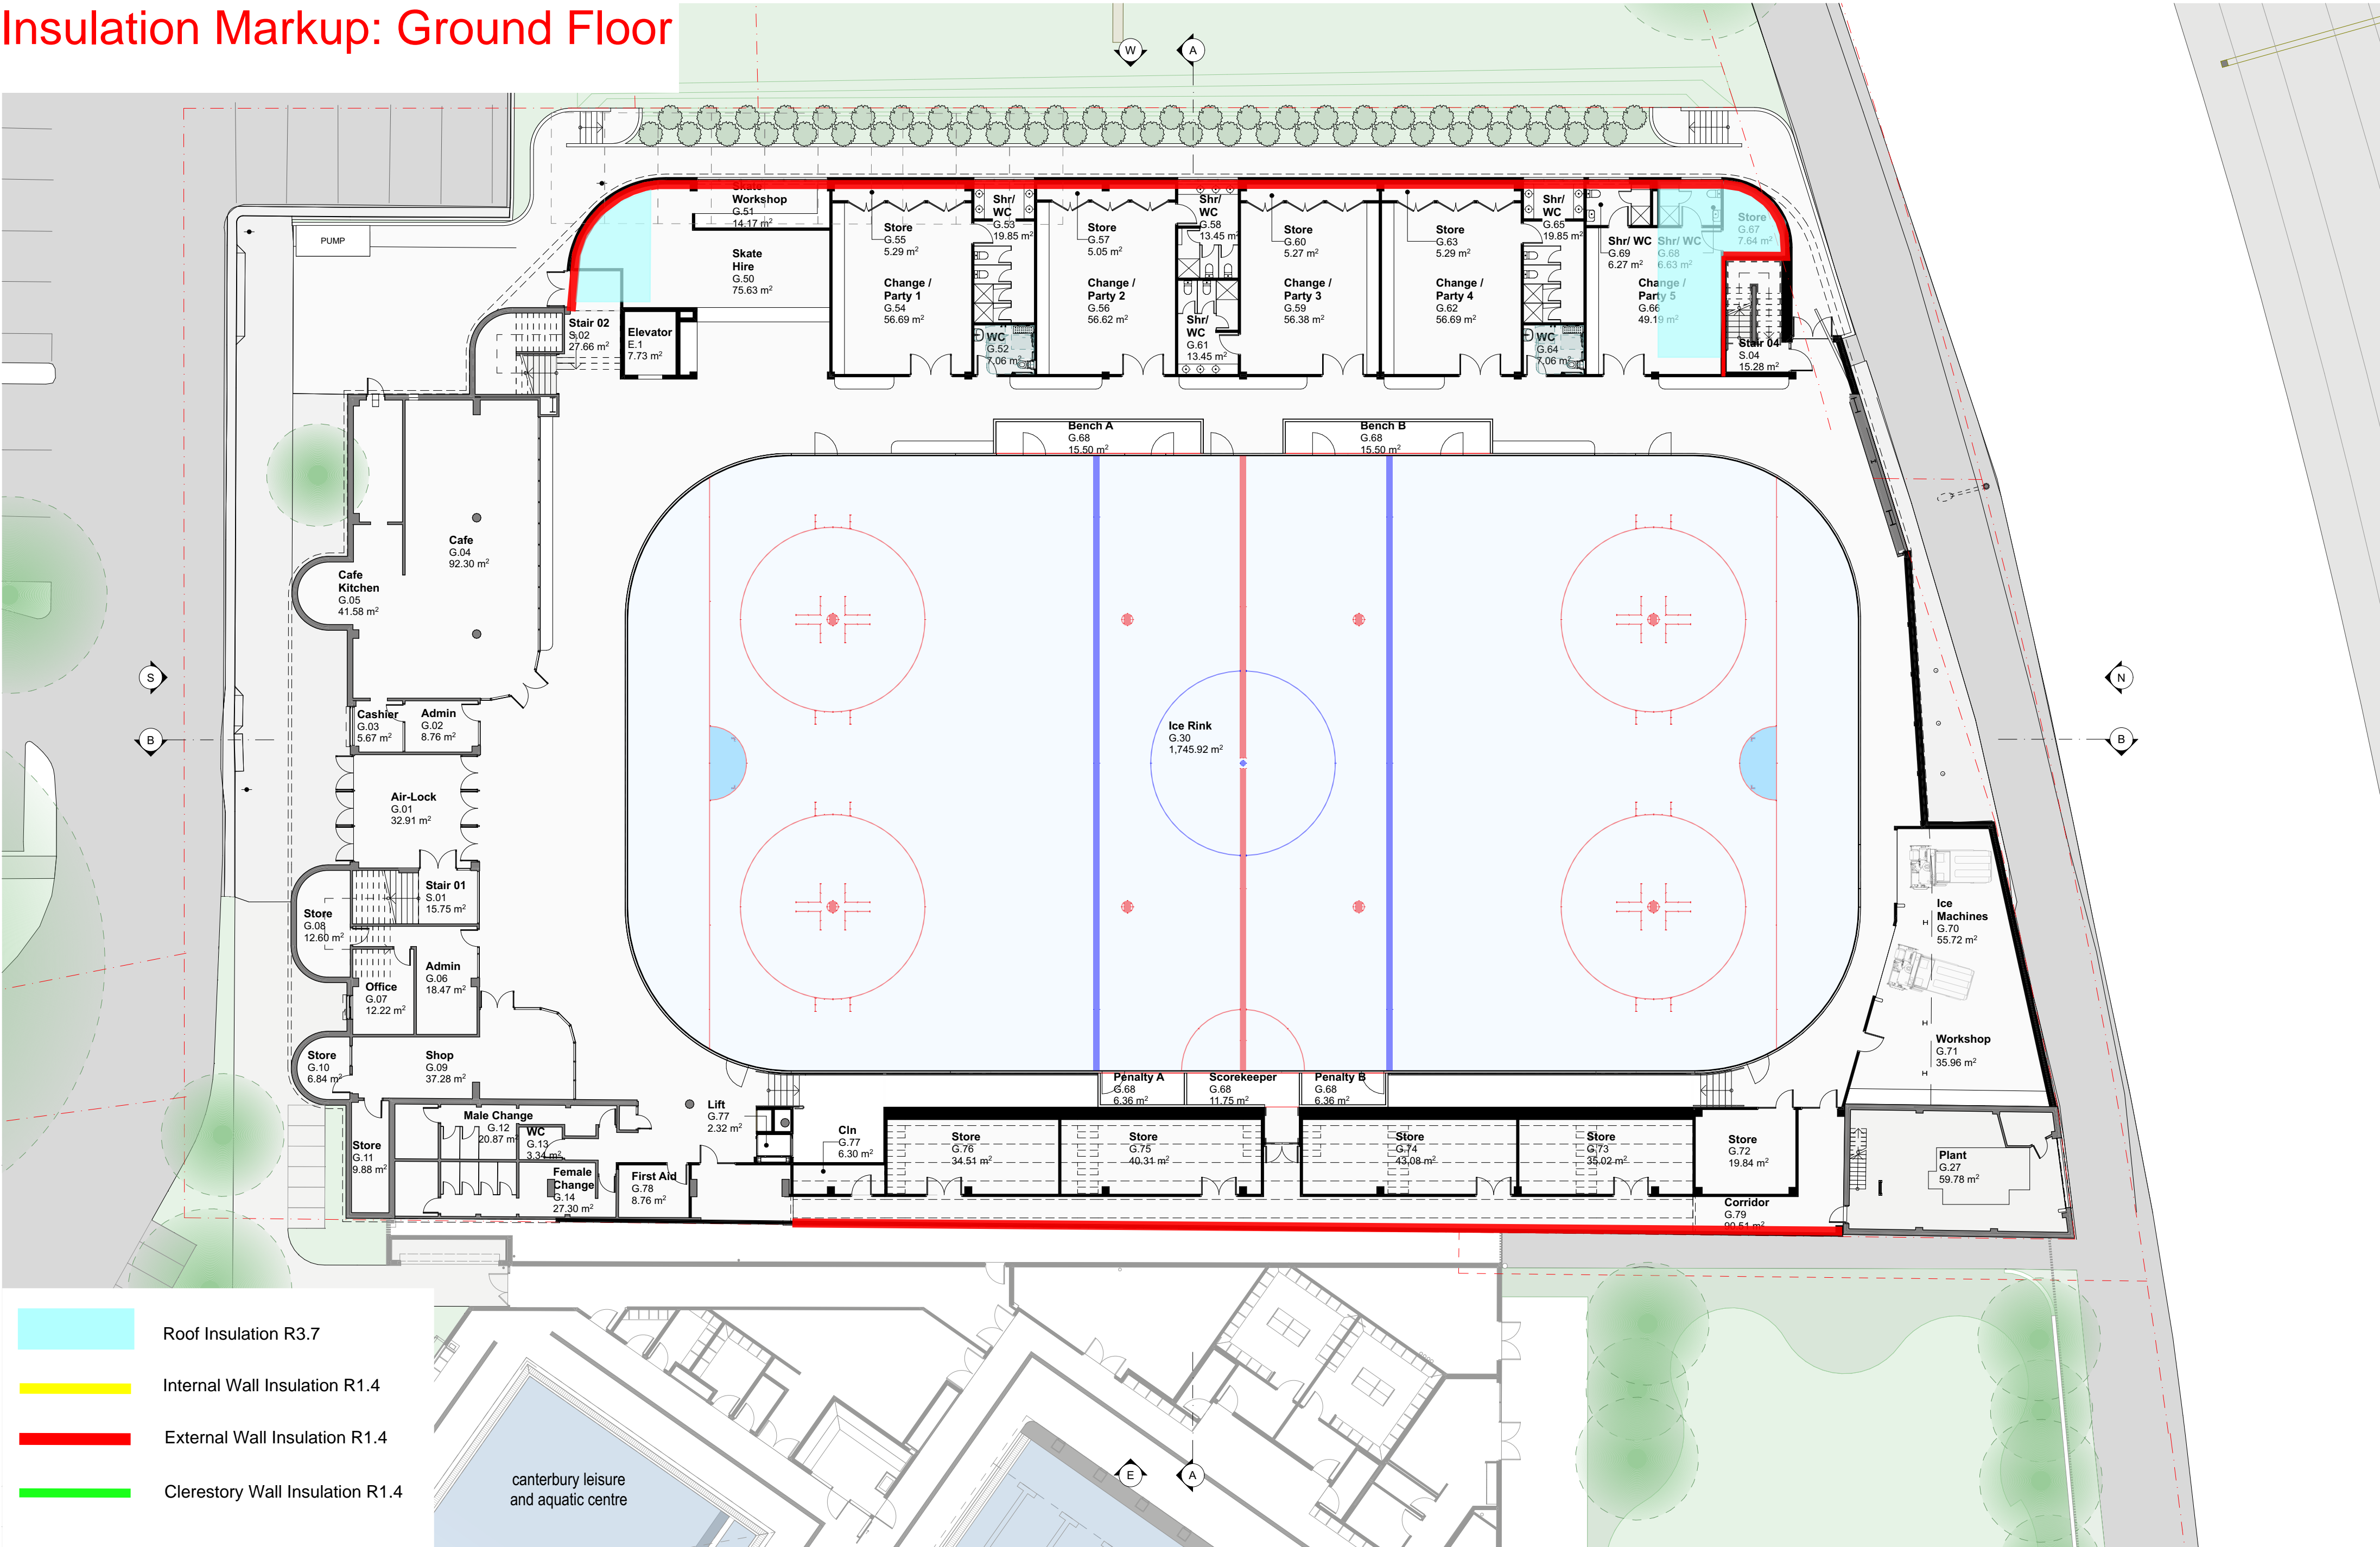 Insulation Markup: Ground Floor
W
A
PUMP
Skater
Workshop
G.51
14.17 m²
Skate
Hire
G.50
75.63 m²
Store
G.55
5.29 m²
Change /
Party 1
G.54
56.69 m²
Shr/
WC
G.53
19.85 m²
WC
G.52
7.06 m²
Store
G.57
5.05 m²
Change /
Party 2
G.56
56.62 m²
Shr/
WC
G.58
13.45 m²
Shr/
WC
G.61
13.45 m²
Store
G.60
5.27 m²
Change /
Party 3
G.59
56.38 m²
Store
G.63
5.29 m²
Change /
Party 4
G.62
56.69 m²
Shr/
WC
G.65
19.85 m²
WC
G.64
7.06 m²
Shr/ WC
G.69
6.27 m²
Shr/ WC
G.68
6.63 m²
Store
G.67
7.64 m²
Change /
Party 5
G.66
49.19 m²
Stair 04
S.04
15.28 m²
Stair 02
S.02
27.66 m²
Elevator
E.1
7.73 m²
Bench A
G.68
15.50 m²
Bench B
G.68
15.50 m²
Cafe
G.04
92.30 m²
Cafe
Kitchen
G.05
41.58 m²
S
N
Cashier
G.03
5.67 m²
Admin
G.02
8.76 m²
Ice Rink
G.30
1,745.92 m²
B
B
Air-Lock
G.01
32.91 m²
Stair 01
S.01
15.75 m²
Store
G.08
12.60 m²
Admin
G.06
18.47 m²
Office
G.07
12.22 m²
Ice
Machines
G.70
55.72 m²
Workshop
G.71
35.96 m²
Store
G.10
6.84 m²
Shop
G.09
37.28 m²
Penalty A
G.68
6.36 m²
Scorekeeper
G.68
11.75 m²
Penalty B
G.68
6.36 m²
Male Change
G.12
20.87 m²
WC
G.13
3.34 m²
Lift
G.77
2.32 m²
Cln
G.77
6.30 m²
Store
G.76
34.51 m²
Store
G.75
40.31 m²
Store
G.74
43.08 m²
Store
G.73
35.02 m²
Store
G.72
19.84 m²
Plant
G.27
59.78 m²
Store
G.11
9.88 m²
Female
Change
G.14
27.30 m²
First Aid
G.78
8.76 m²
Corridor
G.79
90.51 m²
Roof Insulation R3.7
Internal Wall Insulation R1.4
External Wall Insulation R1.4
Clerestory Wall Insulation R1.4
canterbury leisure
and aquatic centre
E
A